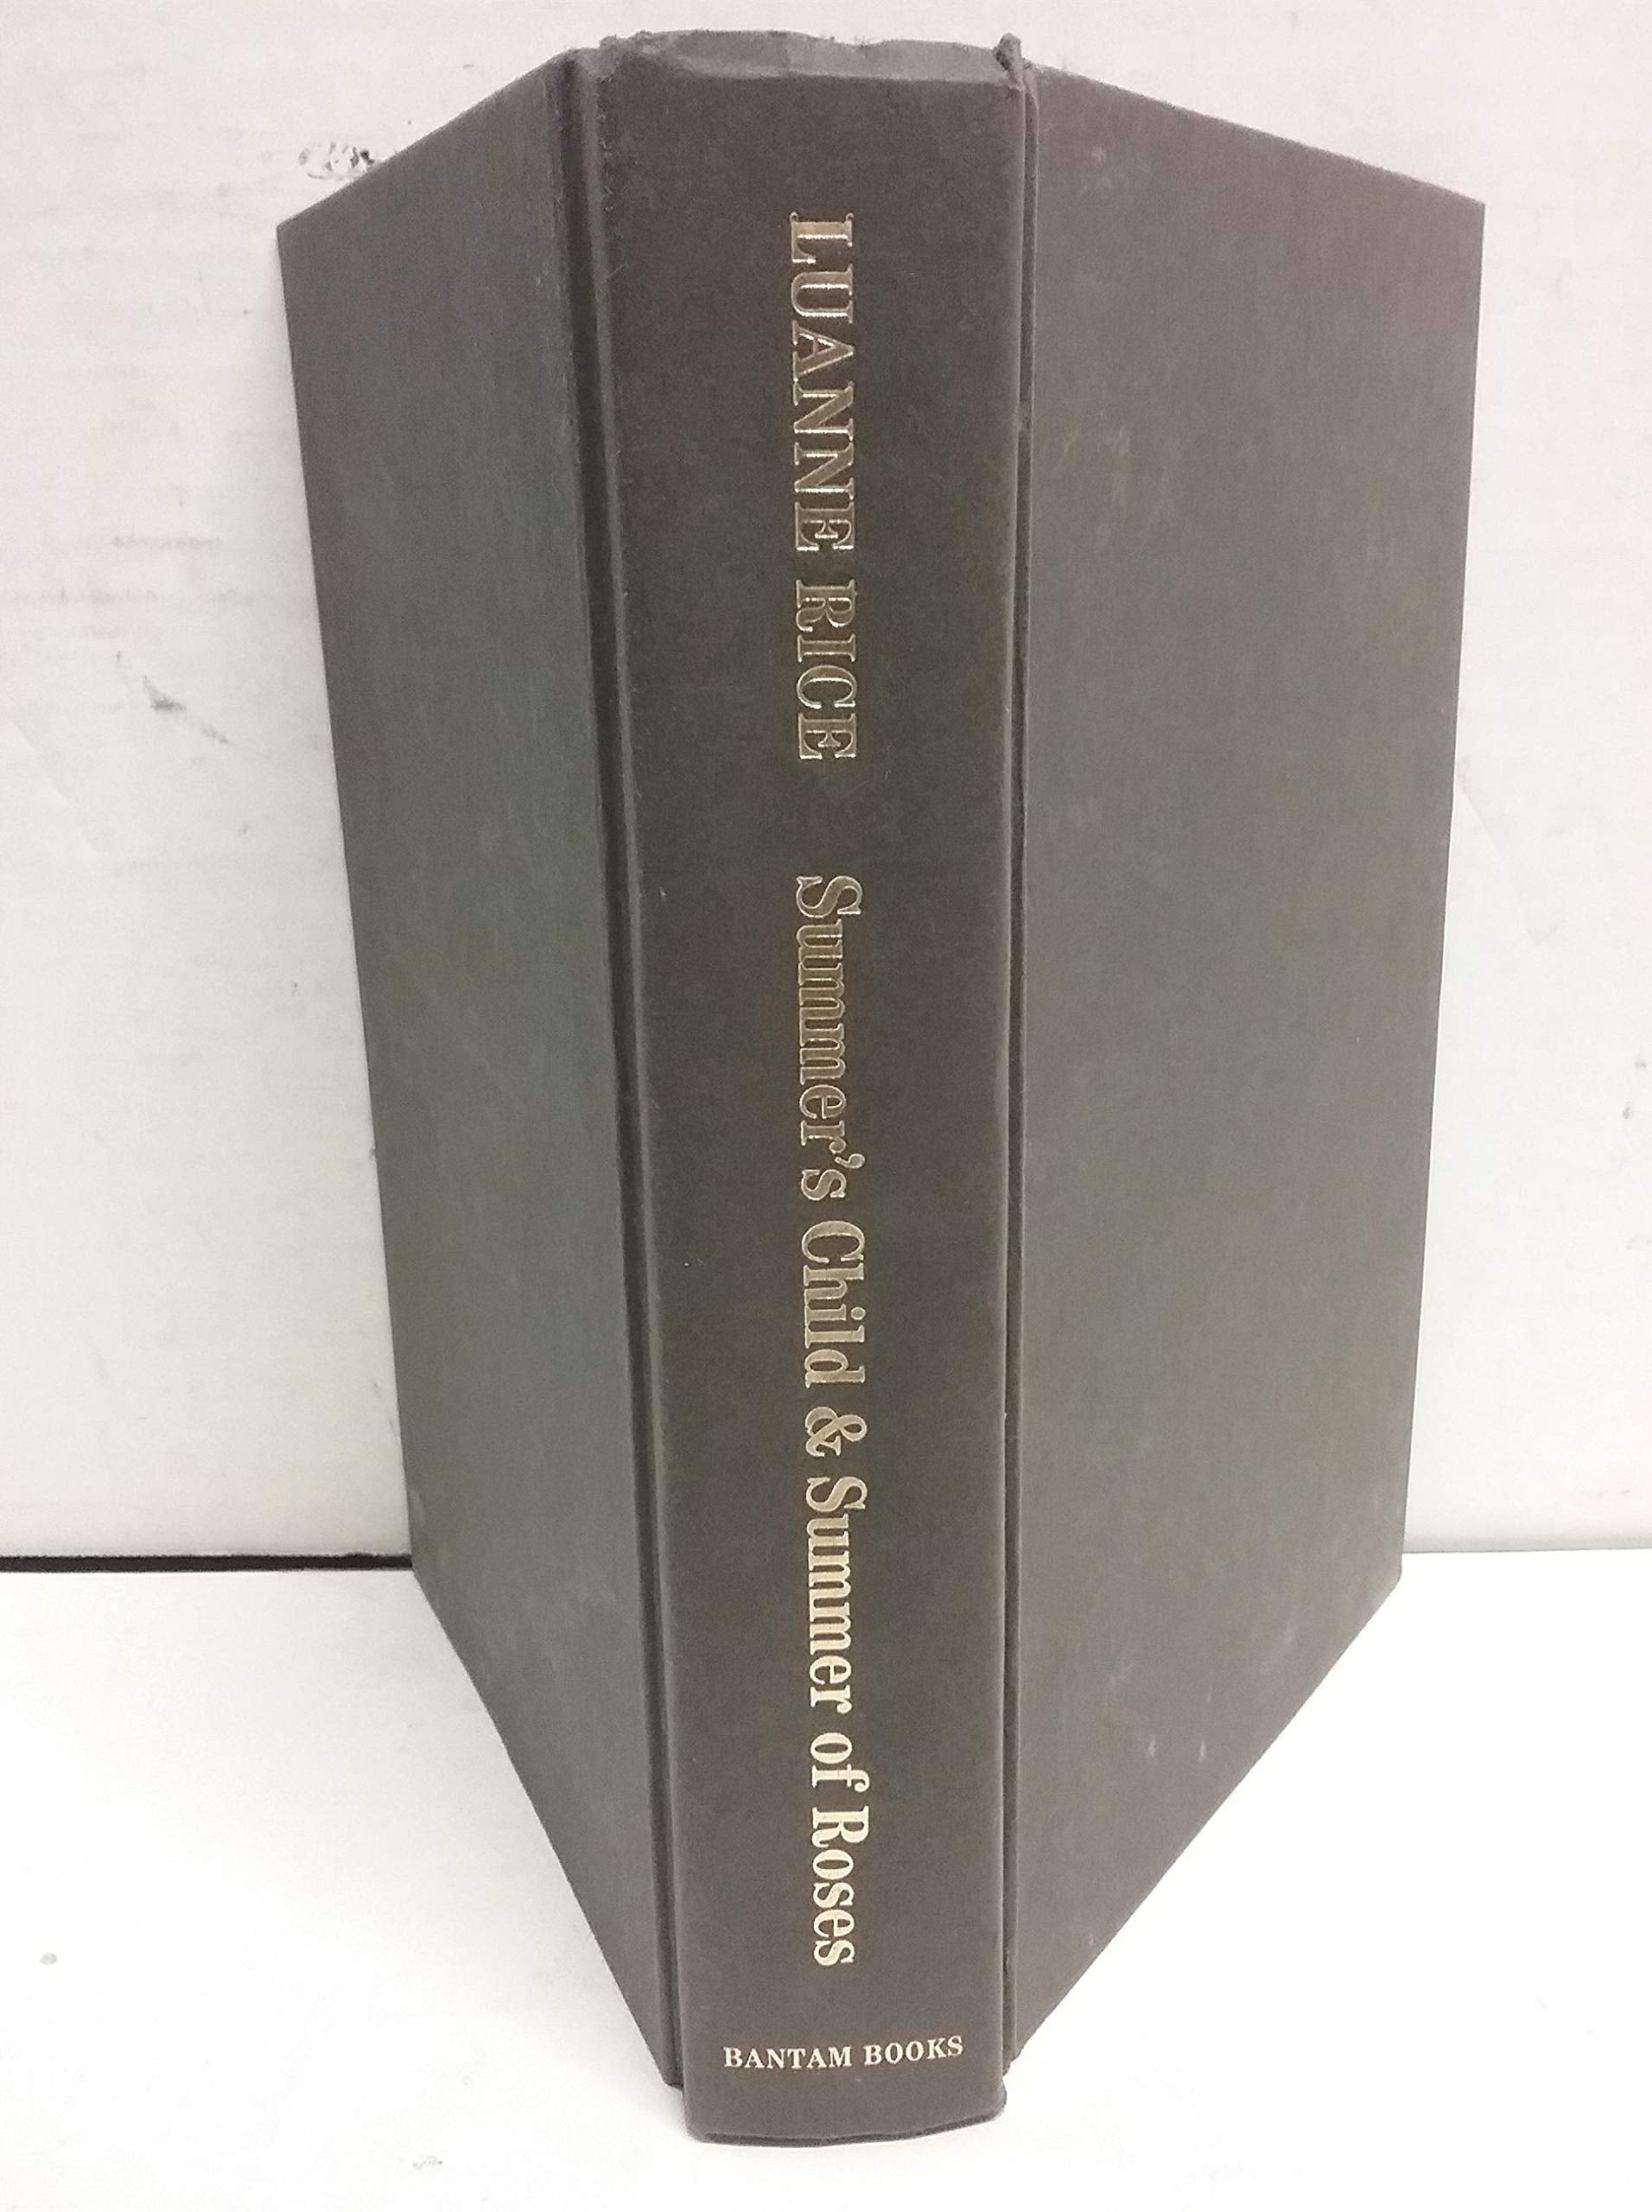 LUANNE RICE Summer's Child & Summer of Roses
BANTAM BOOKS